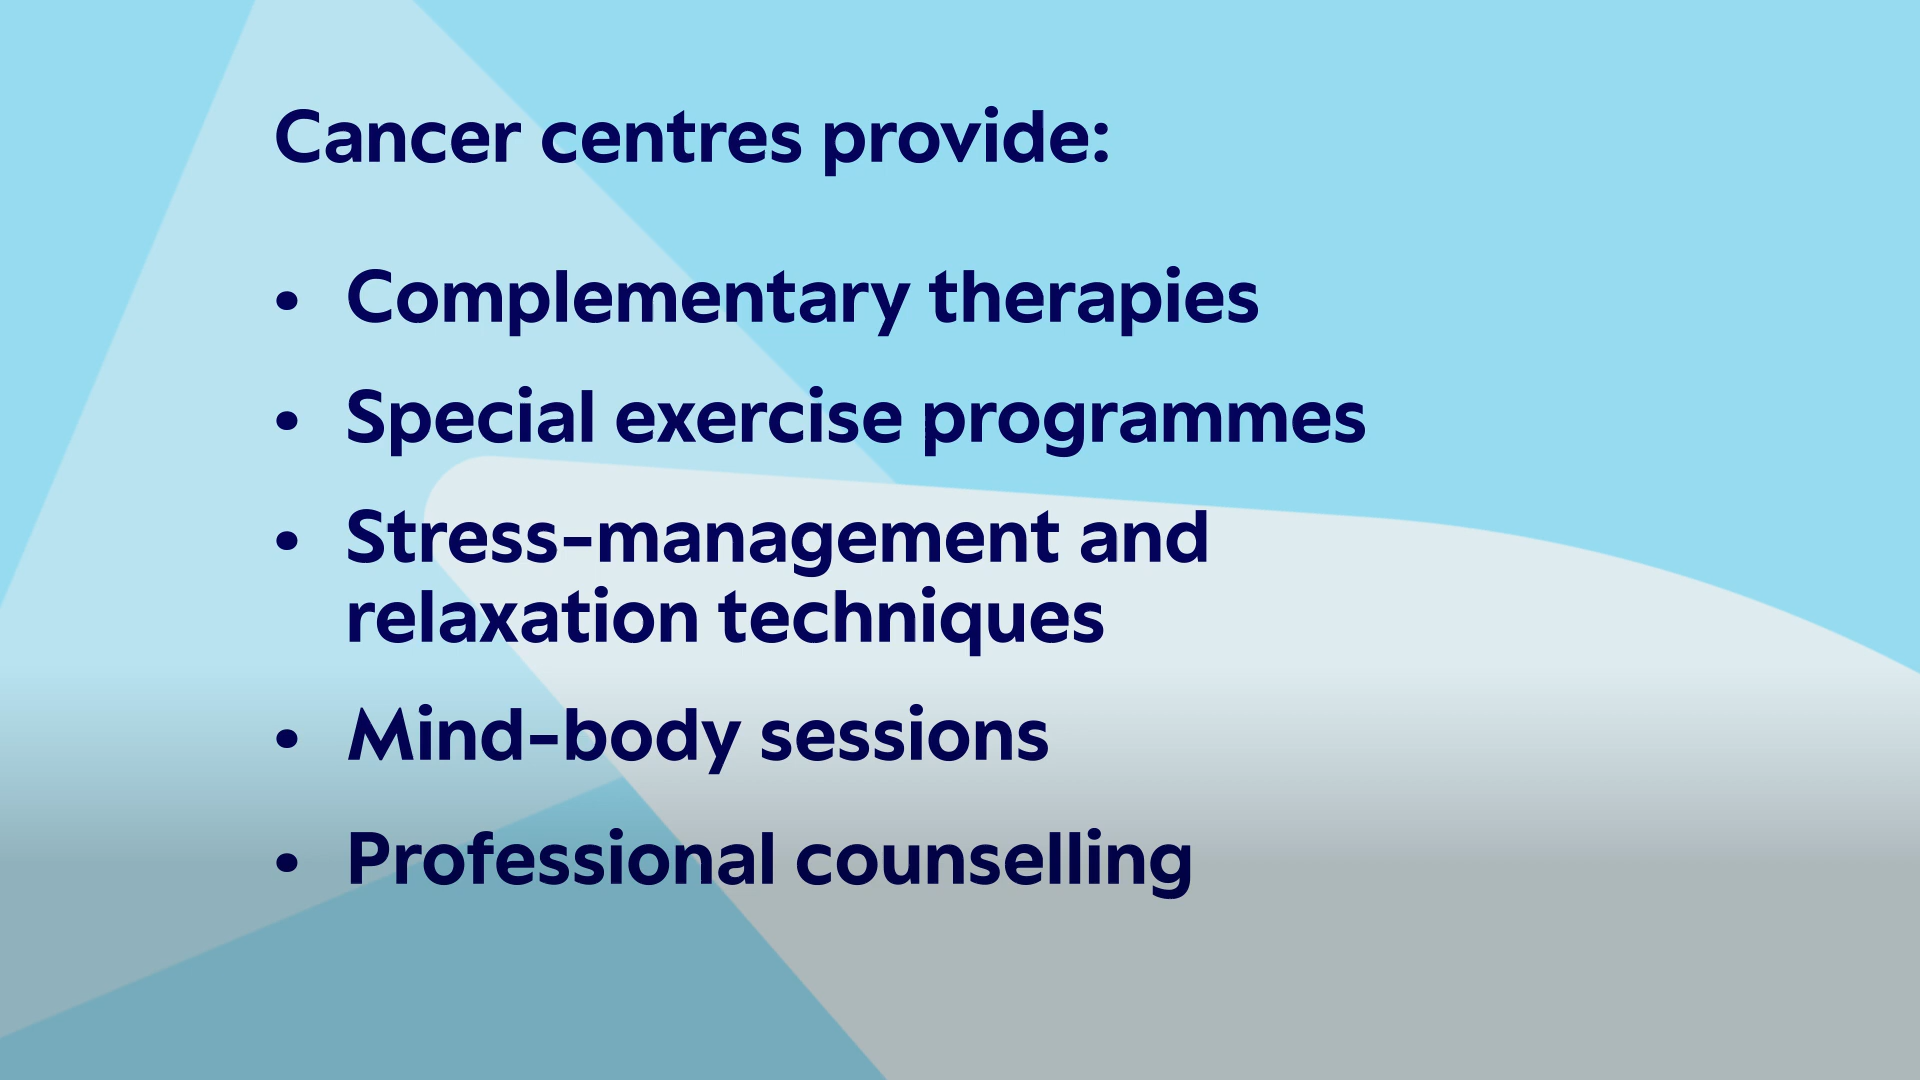 Cancer centres provide:
• Complementary therapies
• Special exercise programmes
• Stress-management and
relaxation techniques
• Mind-body sessions
• Professional counselling